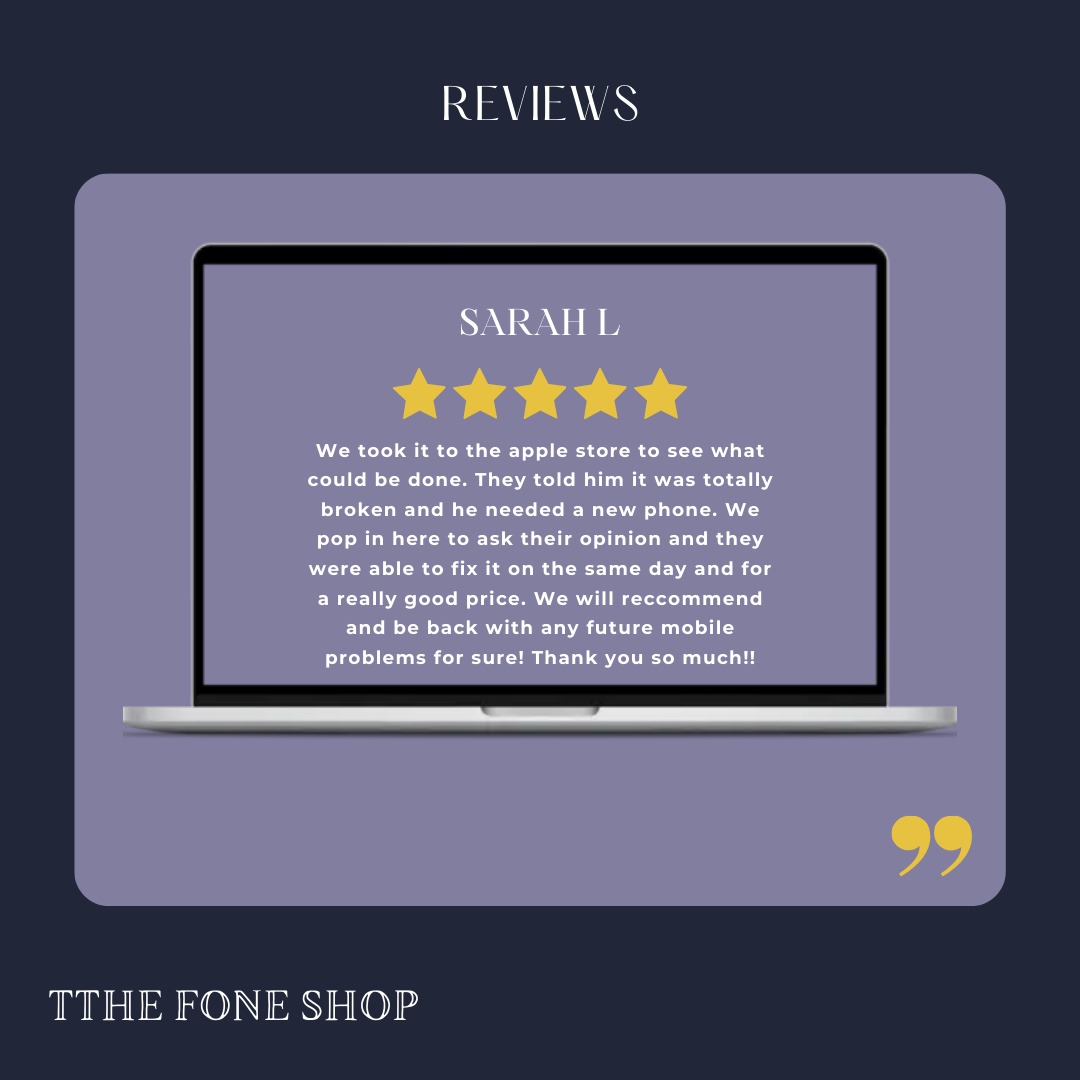 REVIEWS
SARAH L
We took it to the apple store to see what
could be done. They told him it was totally
broken and he needed a new phone. We
pop in here to ask their opinion and they
were able to fix it on the same day and for
a really good price. We will reccommend
and be back with any future mobile
problems for sure! Thank you so much!!
”
TTHE FONE SHOP